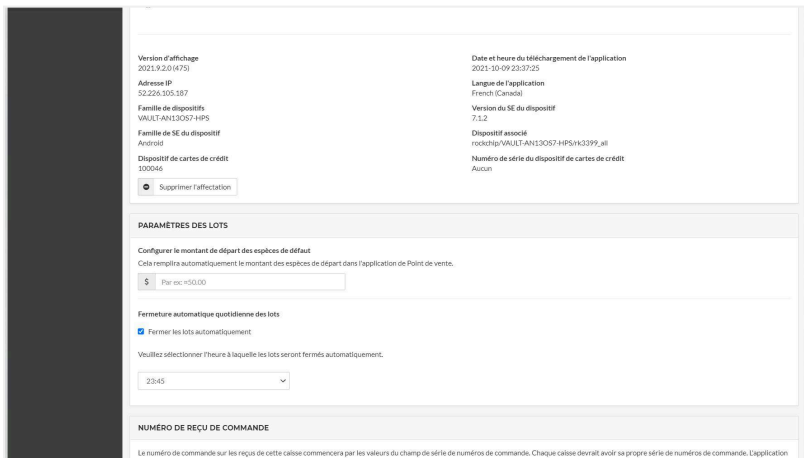 Version d'affichage
2021.9.2.0 (475)
Date et heure du téléchargement de l'application
2021-10-09 23:37:25
Adresse IP
52.226.105.187
Langue de l'application
French (Canada)
Famille de dispositifs
VAULT-AN13OS7-HPS
Version du SE du dispositif
7.1.2
Famille de SE du dispositif
Android
Dispositif associé
rockchip/VAULT-AN13OS7-HPS/rk3399_all
Dispositif de cartes de crédit
100046
Numéro de série du dispositif de cartes de crédit
Aucun
Supprimer l'affectation
PARAMÈTRES DES LOTS
Configurer le montant de départ des espèces de défaut
Cela remplira automatiquement le montant des espèces de départ dans l'application de Point de vente.
$ Par ex: =50.00
Fermeture automatique quotidienne des lots
Fermer les lots automatiquement
Veuillez sélectionner l'heure à laquelle les lots seront fermés automatiquement.
23:45
NUMÉRO DE REÇU DE COMMANDE
Le numéro de commande sur les reçus de cette caisse commencera par les valeurs du champ de série de numéros de commande. Chaque caisse devrait avoir sa propre série de numéros de commande. L'application